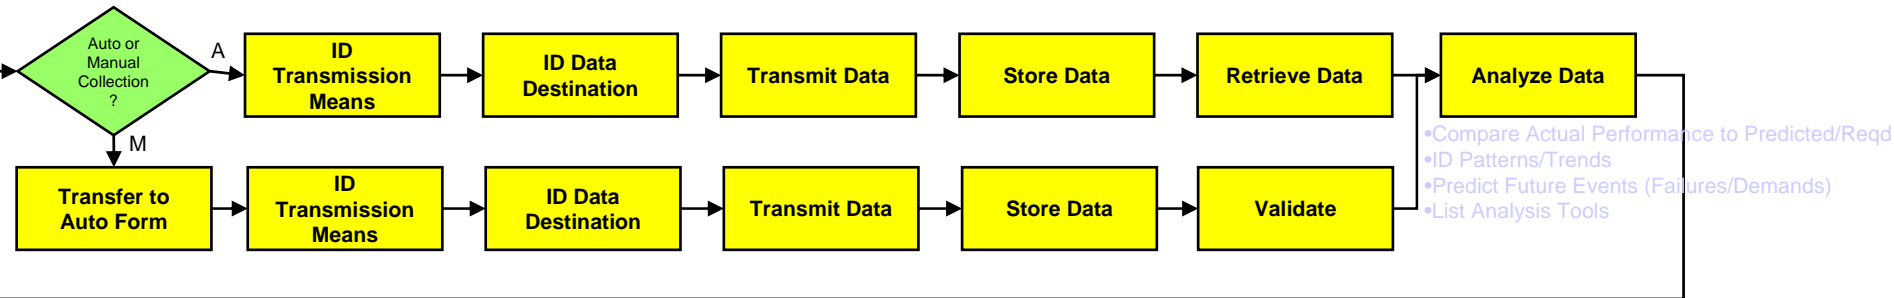 Auto or
Manual
Collection
?
A
ID
Transmission
Means
ID Data
Destination
Transmit Data
Store Data
Retrieve Data
Analyze Data
•Compare Actual Performance to Predicted/Reqd
•ID Patterns/Trends
•Predict Future Events (Failures/Demands)
•List Analysis Tools
M
Transfer to
Auto Form
ID
Transmission
Means
ID Data
Destination
Transmit Data
Store Data
Validate